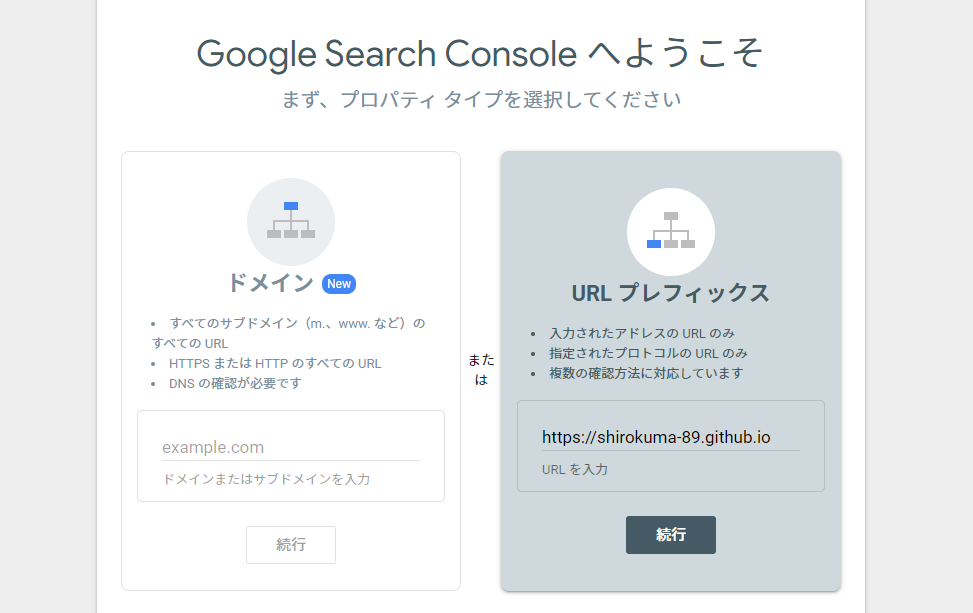 Google Search Console へようこそ
まず、プロパティ タイプを選択してください
ドメイン New
• すべてのサブドメイン（m.、www. など）の
すべての URL
• HTTPS または HTTP のすべての URL
• DNS の確認が必要です
example.com
ドメインまたはサブドメインを入力
続行
また
は
URL プレフィックス
• 入力されたアドレスの URL のみ
• 指定されたプロトコルの URL のみ
• 複数の確認方法に対応しています
https://shirokuma-89.github.io
URL を入力
続行